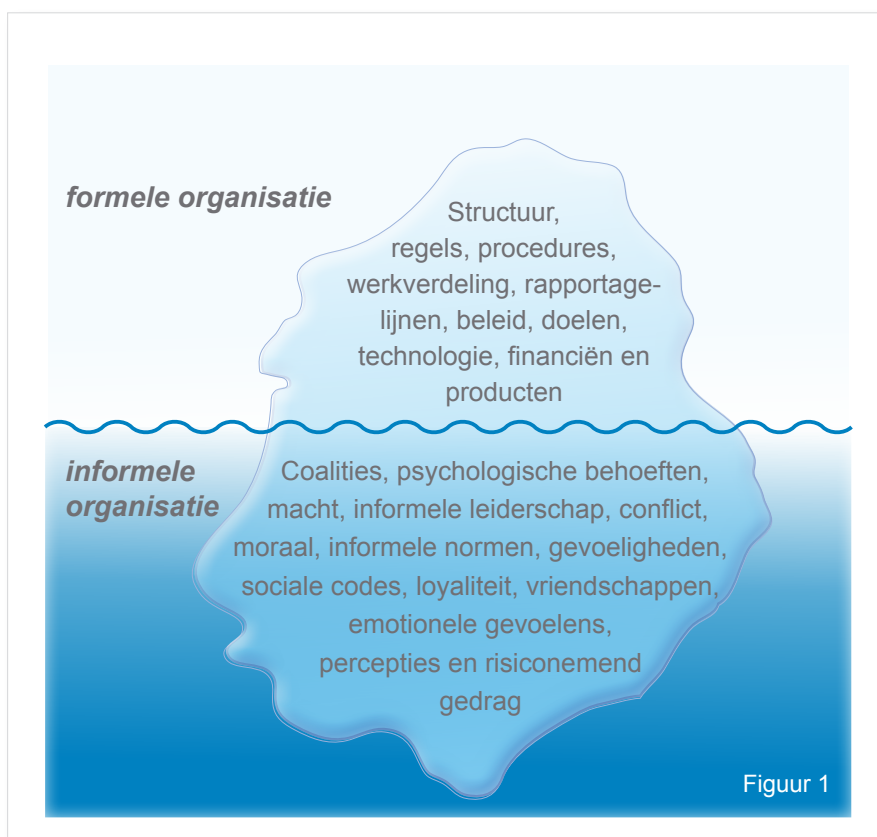 formele organisatie
Structuur,
regels, procedures,
werkverdeling, rapportage-
lijnen, beleid, doelen,
technologie, financiën en
producten
informele
organisatie
Coalities, psychologische behoeften,
macht, informele leiderschap, conflict,
moraal, informele normen, gevoeligheden,
sociale codes, loyaliteit, vriendschappen,
emotionele gevoelens,
percepties en risiconemend
gedrag
Figuur 1